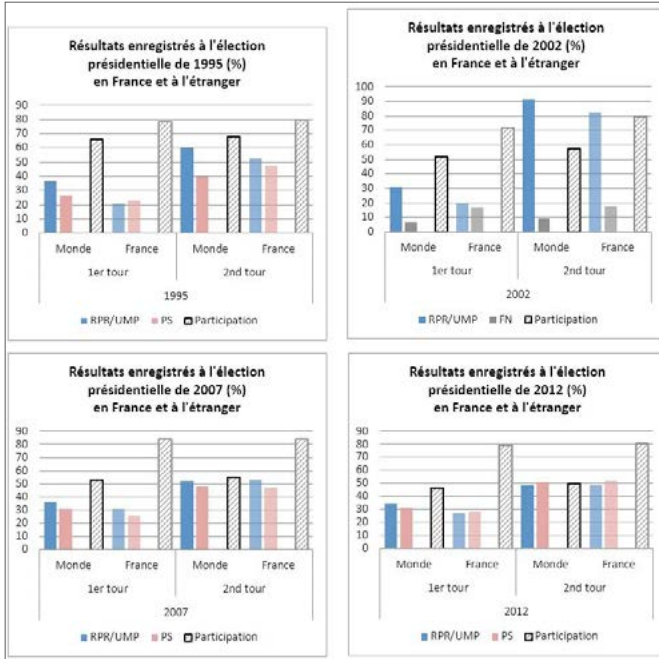 Résultats enregistrés à l'élection
présidentielle de 1995 (%)
en France et à l'étranger
90
80
70
60
50
40
30
20
10
0
Monde France Monde France
1er tour 2nd tour
1995
RPR/UMP PS Participation
Résultats enregistrés à l'élection
présidentielle de 2002 (%)
en France et à l'étranger
100
90
80
70
60
50
40
30
20
10
0
Monde France Monde France
1er tour 2nd tour
2002
RPR/UMP FN Participation
Résultats enregistrés à l'élection
présidentielle de 2007 (%)
en France et à l'étranger
90
80
70
60
50
40
30
20
10
0
Monde France Monde France
1er tour 2nd tour
2007
RPR/UMP PS Participation
Résultats enregistrés à l'élection
présidentielle de 2012 (%)
en France et à l'étranger
90
80
70
60
50
40
30
20
10
0
Monde France Monde France
1er tour 2nd tour
2012
RPR/UMP PS Participation